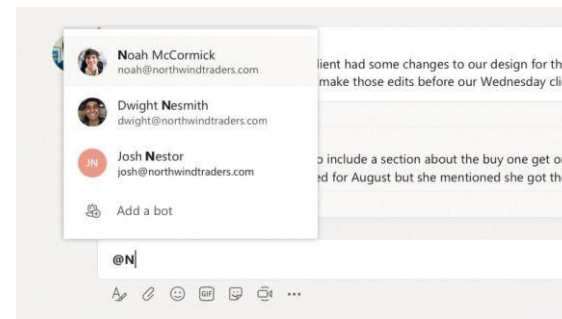 Noah McCormick
noah@northwindtraders.com
Dwight Nesmith
dwight@northwindtraders.com
JN
Josh Nestor
josh@northwindtraders.com
Add a bot
lient had some changes to our design for th
make those edits before our Wednesday cli
include a section about the buy one get
ed for August but she mentioned she got th
@N
GIF